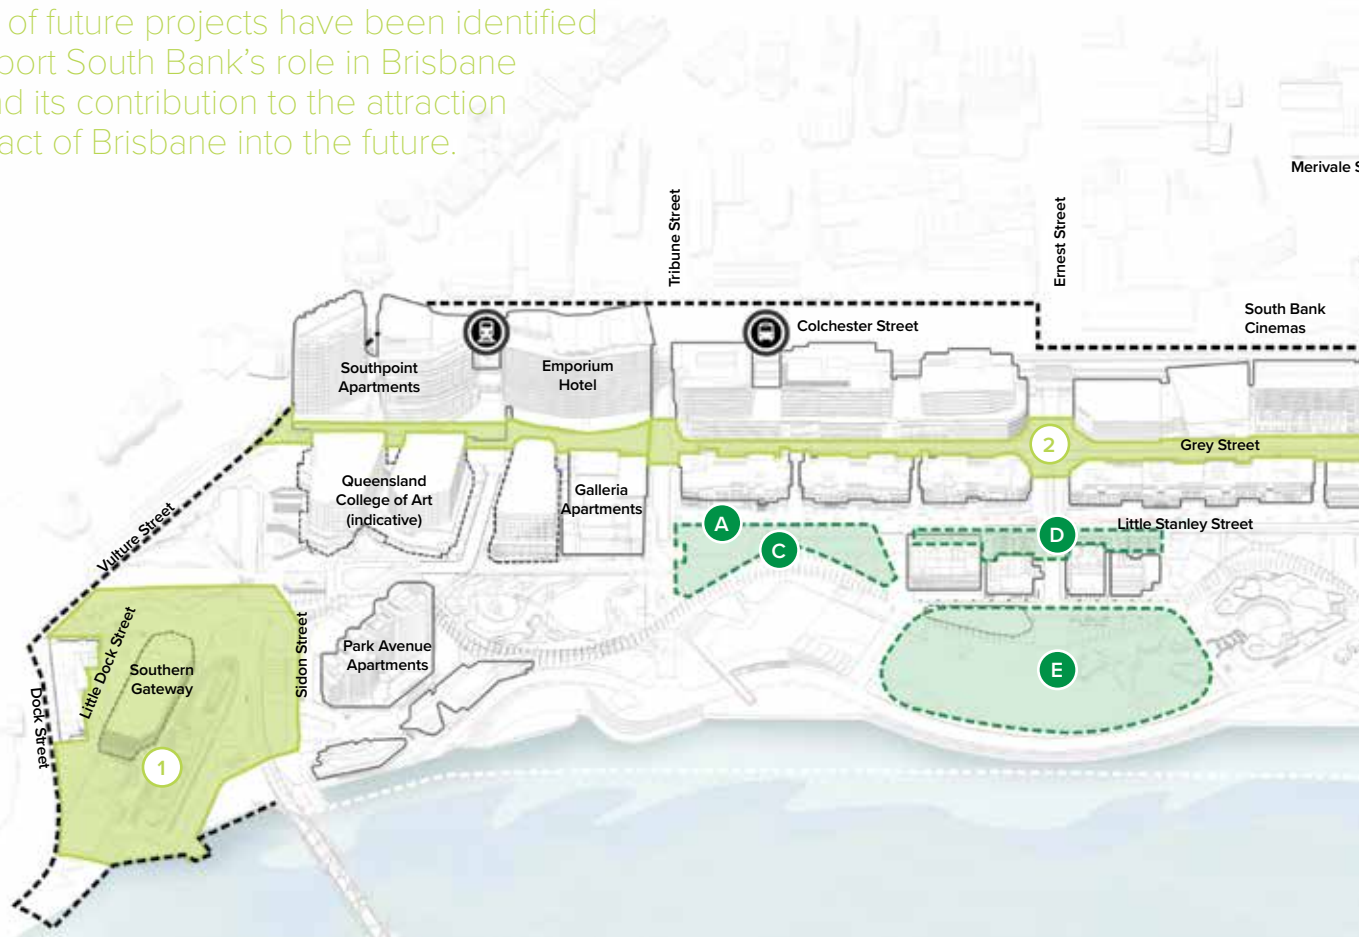 of future projects have been identified
port South Bank's role in Brisbane
d its contribution to the attraction
act of Brisbane into the future.
Merivale S
Tribune Street
Ernest Street
South Bank
Cinemas
Colchester Street
Southpoint
Apartments
Emporium
Hotel
2
Grey Street
Queensland
College of Art
(indicative)
Galleria
Apartments
A
C
D
Little Stanley Street
Vulture Street
Little Dock Street
Southern
Gateway
Sidon Street
Park Avenue
Apartments
E
Dock Street
1